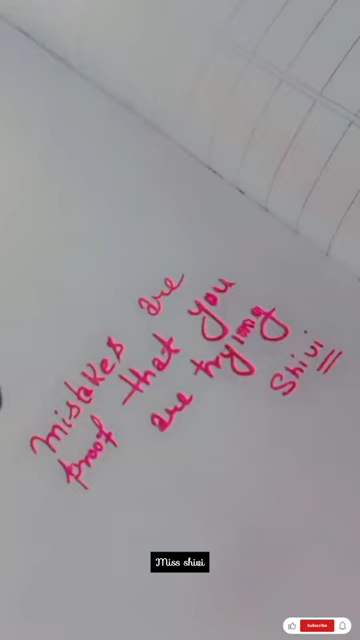 Mistakes are
proof that you
are trying
Shivi
Miss shivi
Subscribe